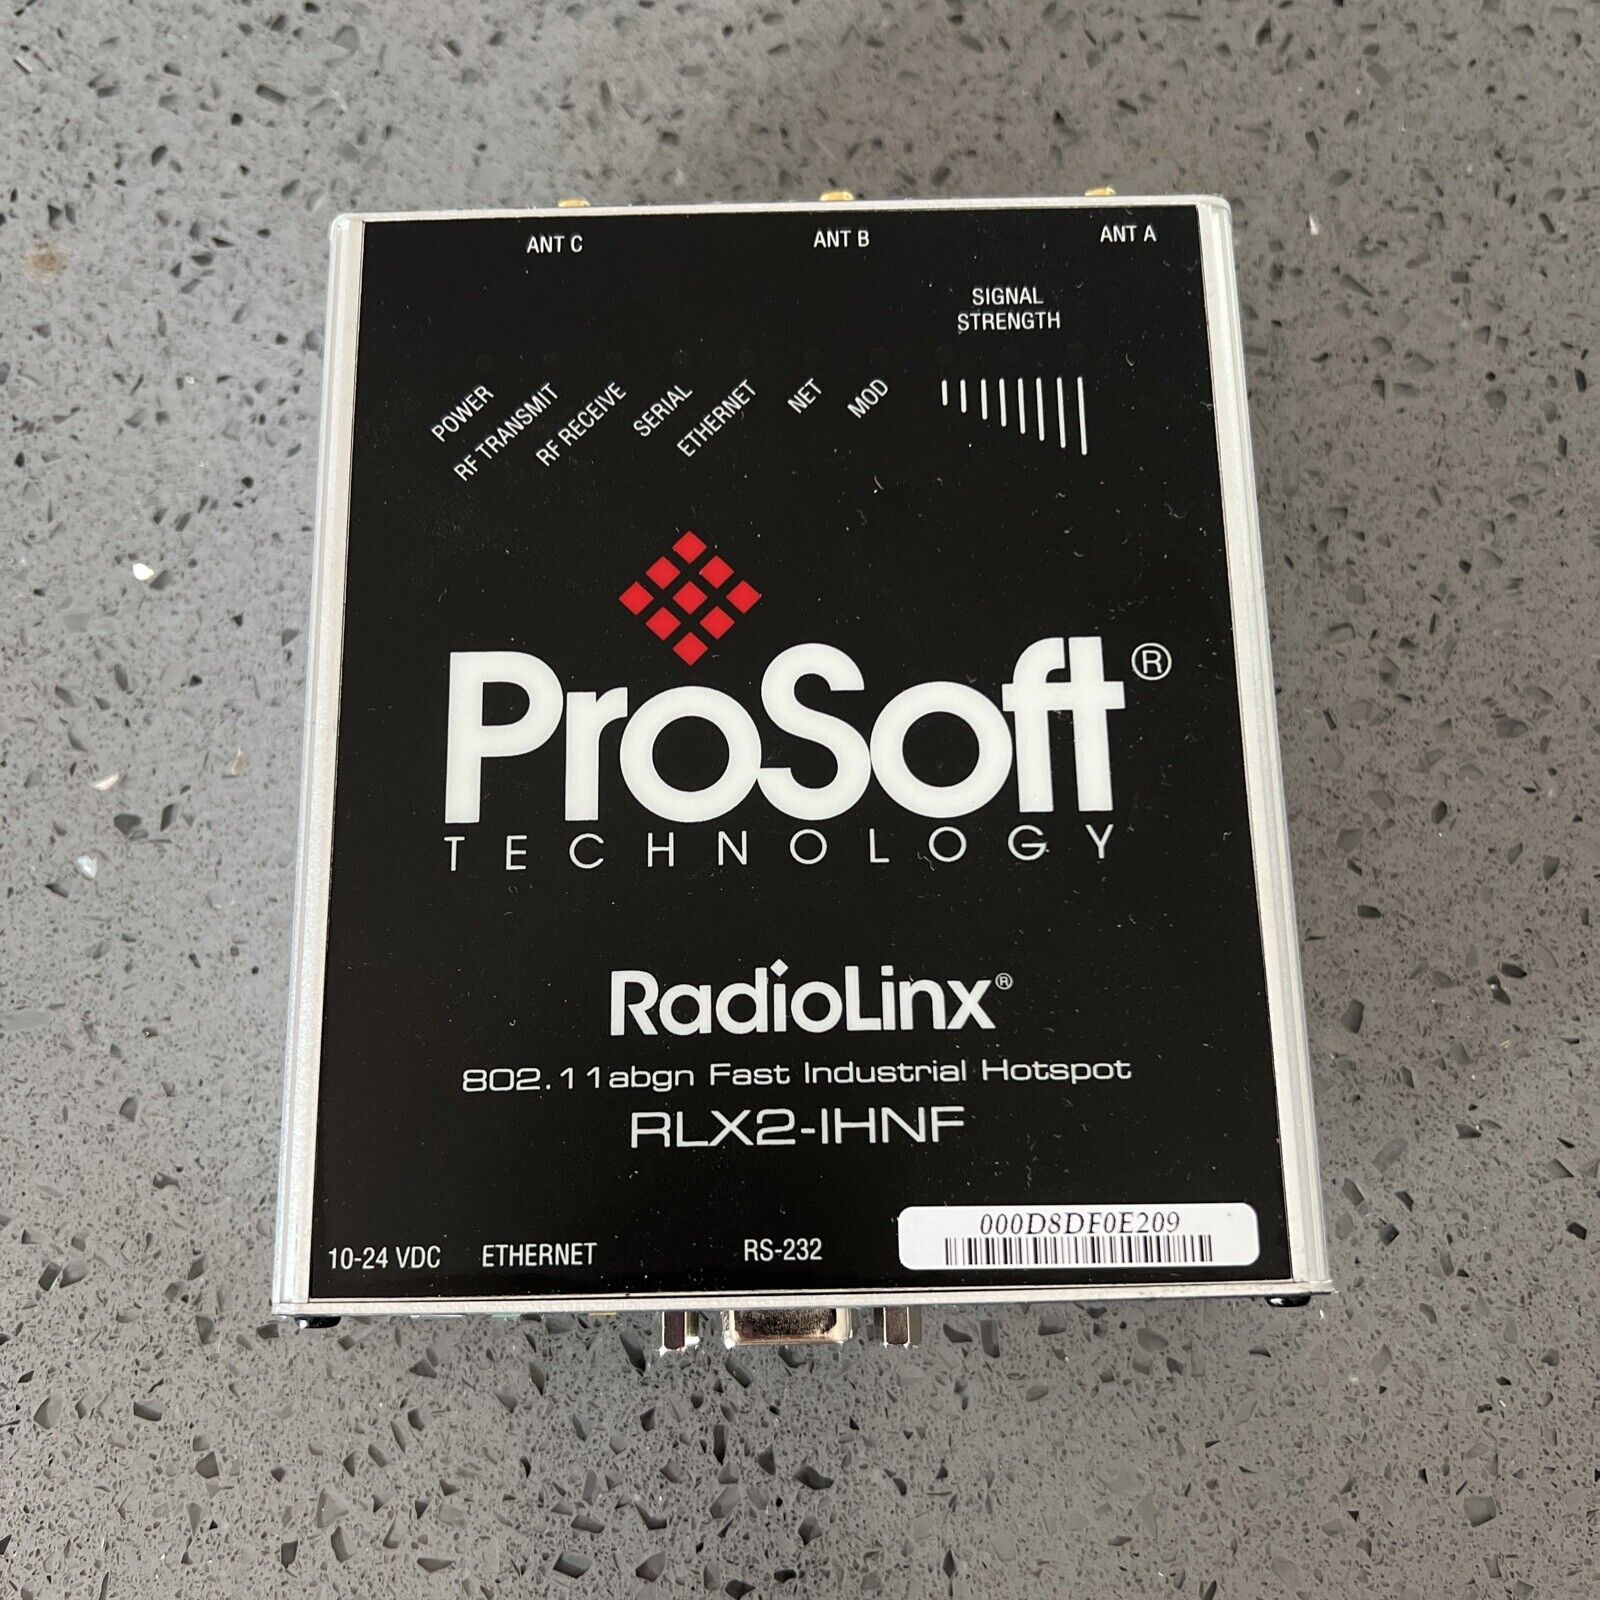 ANT C ANT B ANT A
SIGNAL
STRENGTH
POWER
RF TRANSMIT
RF RECEIVE
SERIAL
ETHERNET
NET
MOD
ProSoft®
TECHNOLOGY
RadioLinx®
802.11abgn Fast Industrial Hotspot
RLX2-IHNF
000D8DF0E209
10-24 VDC ETHERNET RS-232